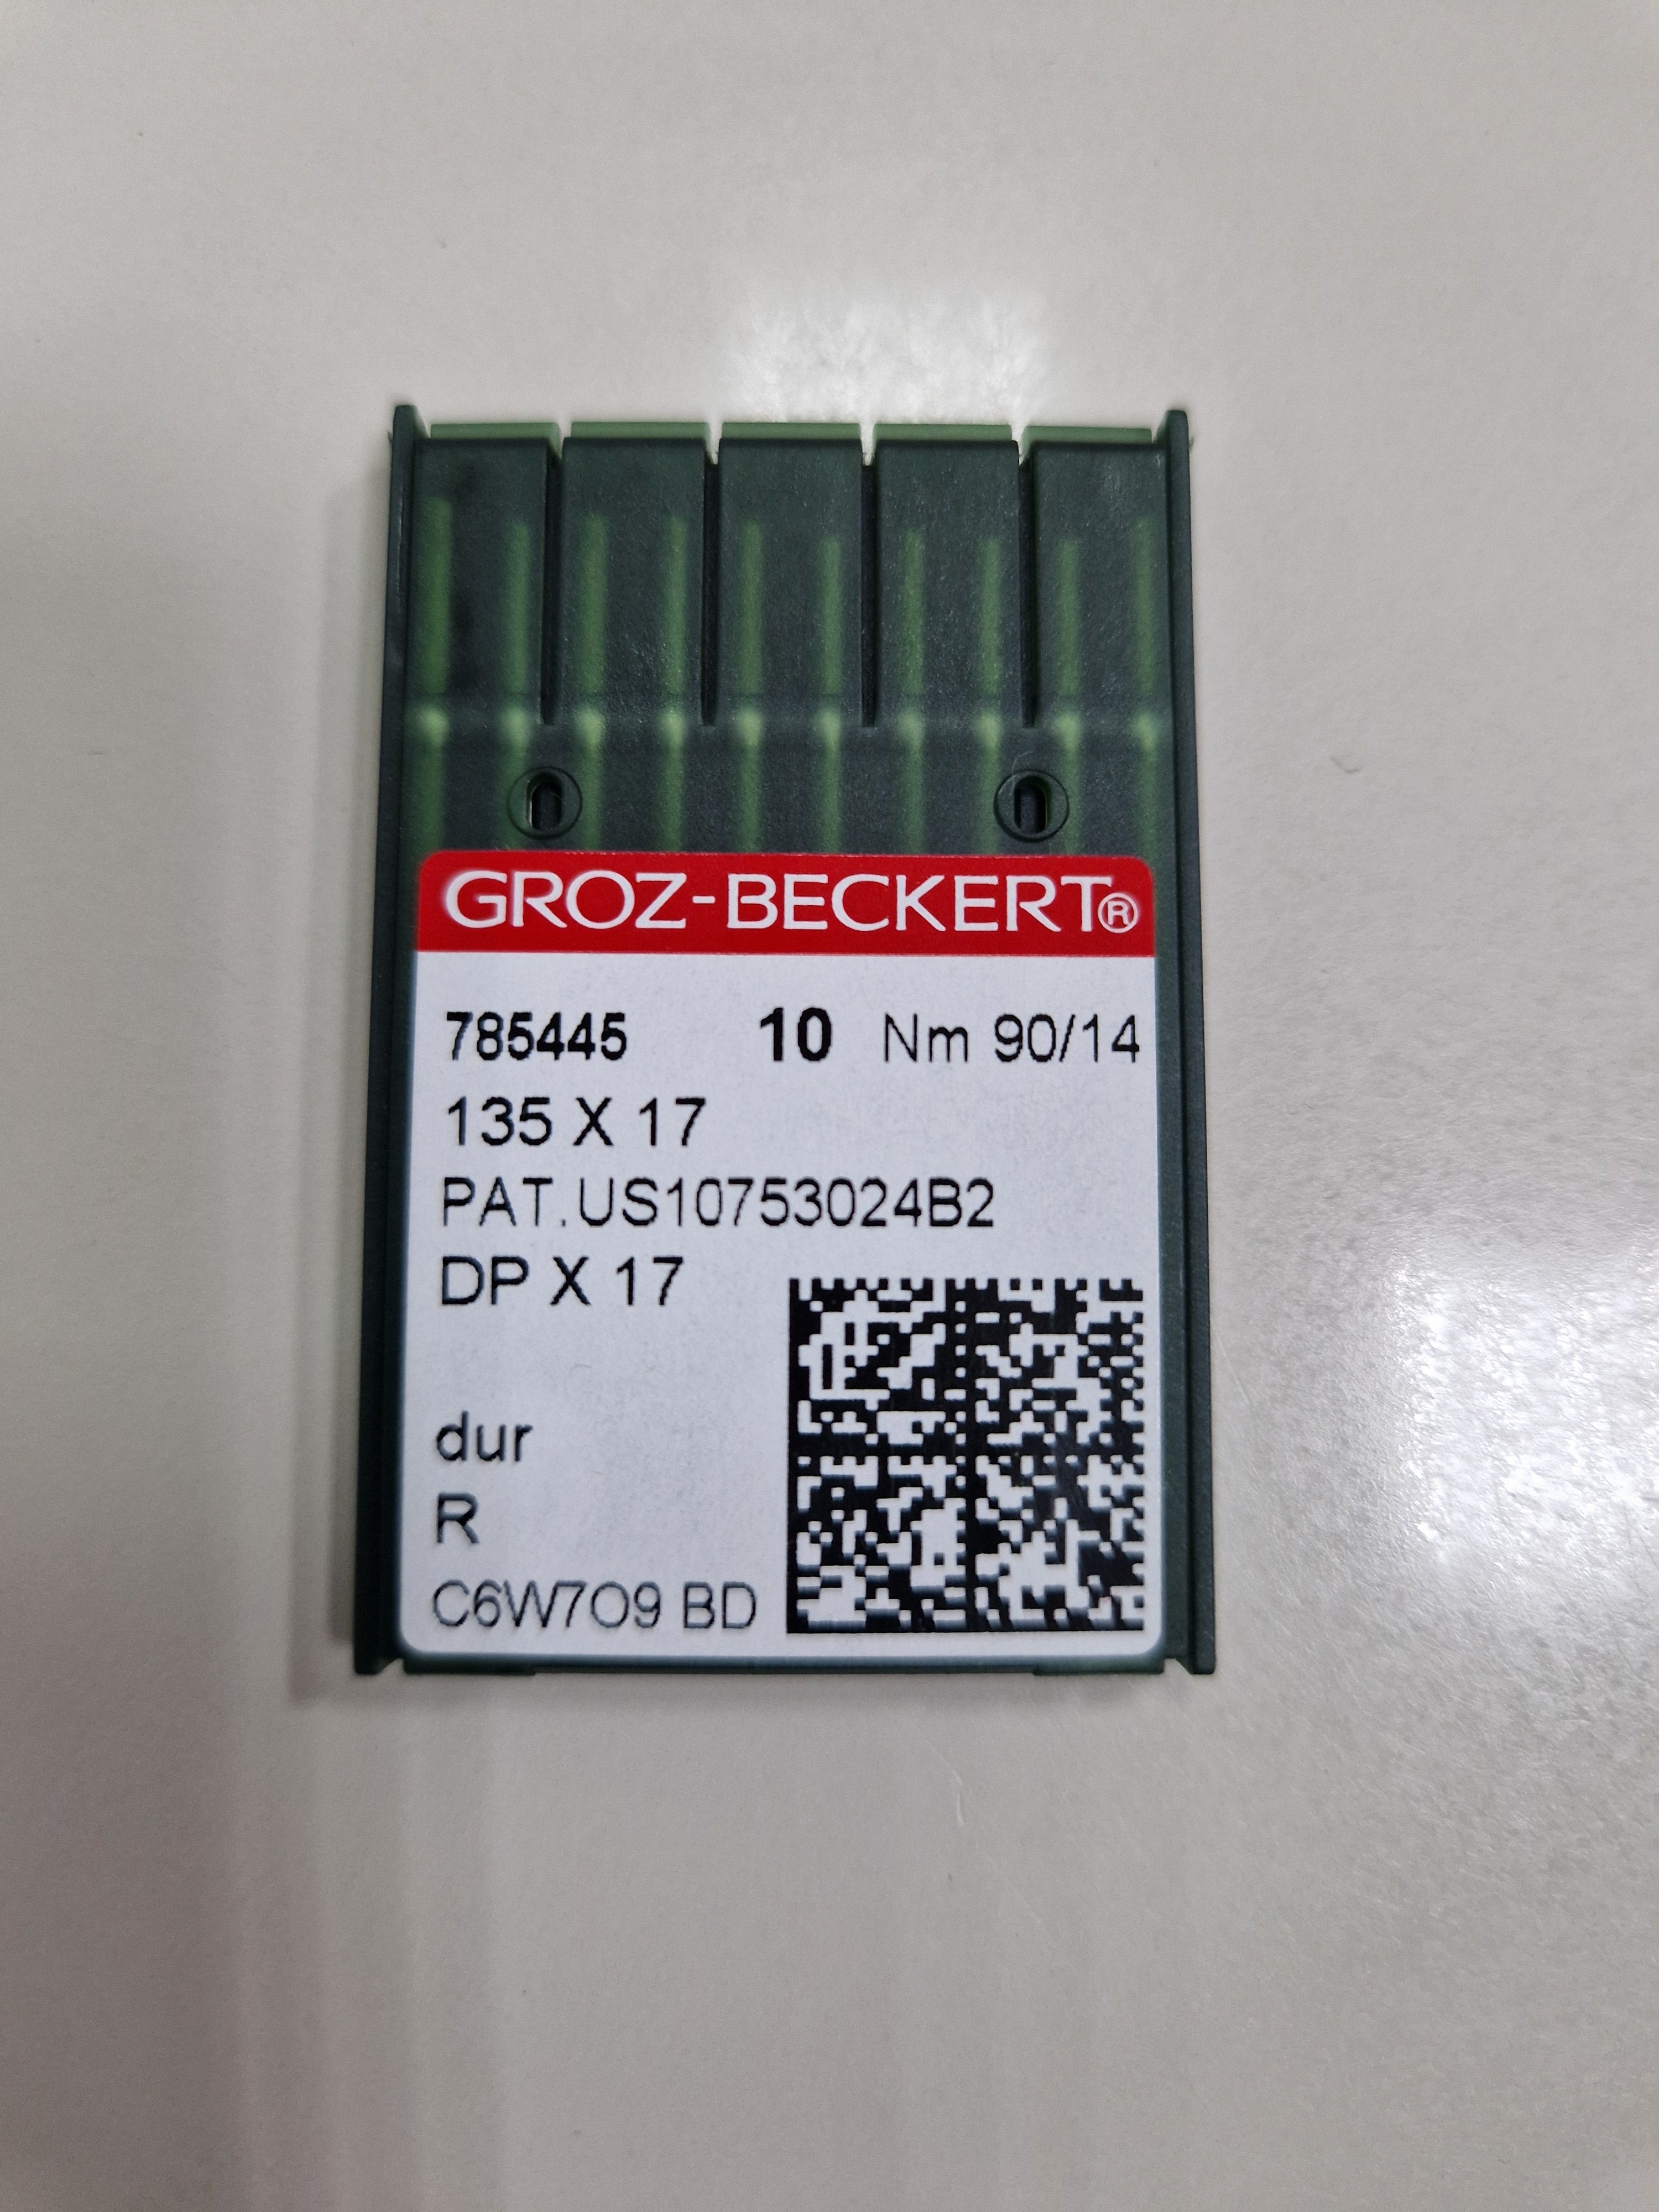 GROZ-BECKERT®
785445 10 Nm 90/14
135 X 17
PAT.US10753024B2
DP X 17
dur
R
C6W7O9 BD